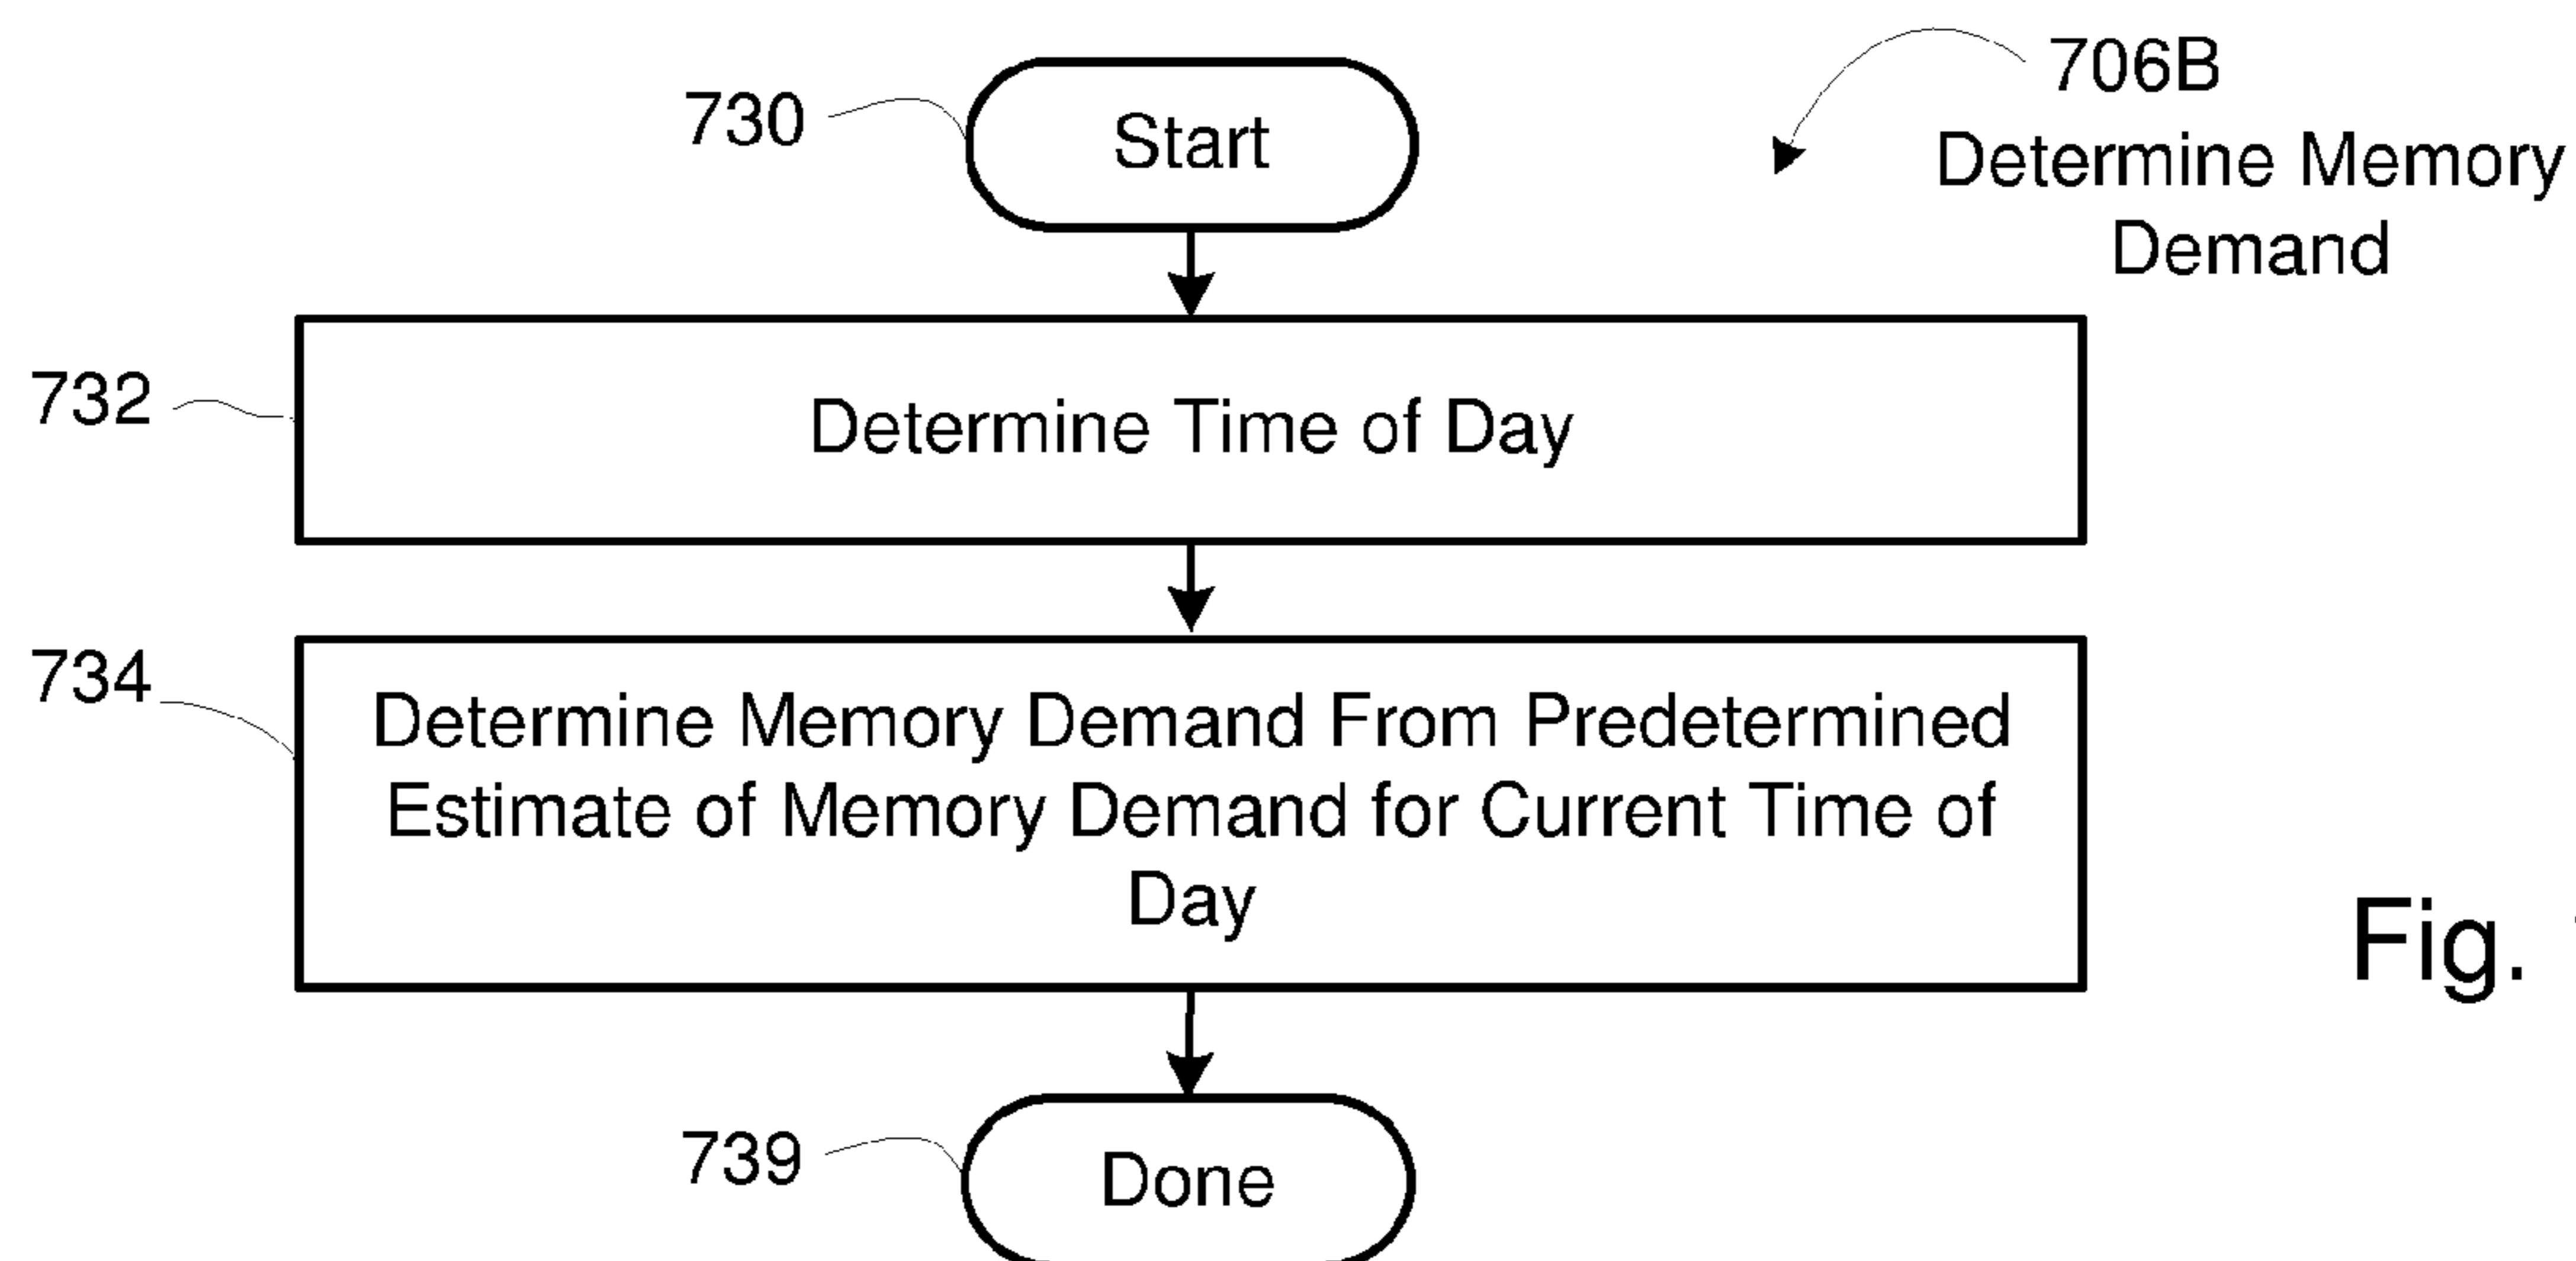 730
Start
706B
Determine Memory
Demand
732
Determine Time of Day
734
Determine Memory Demand From Predetermined
Estimate of Memory Demand for Current Time of
Day
Fig.
739
Done